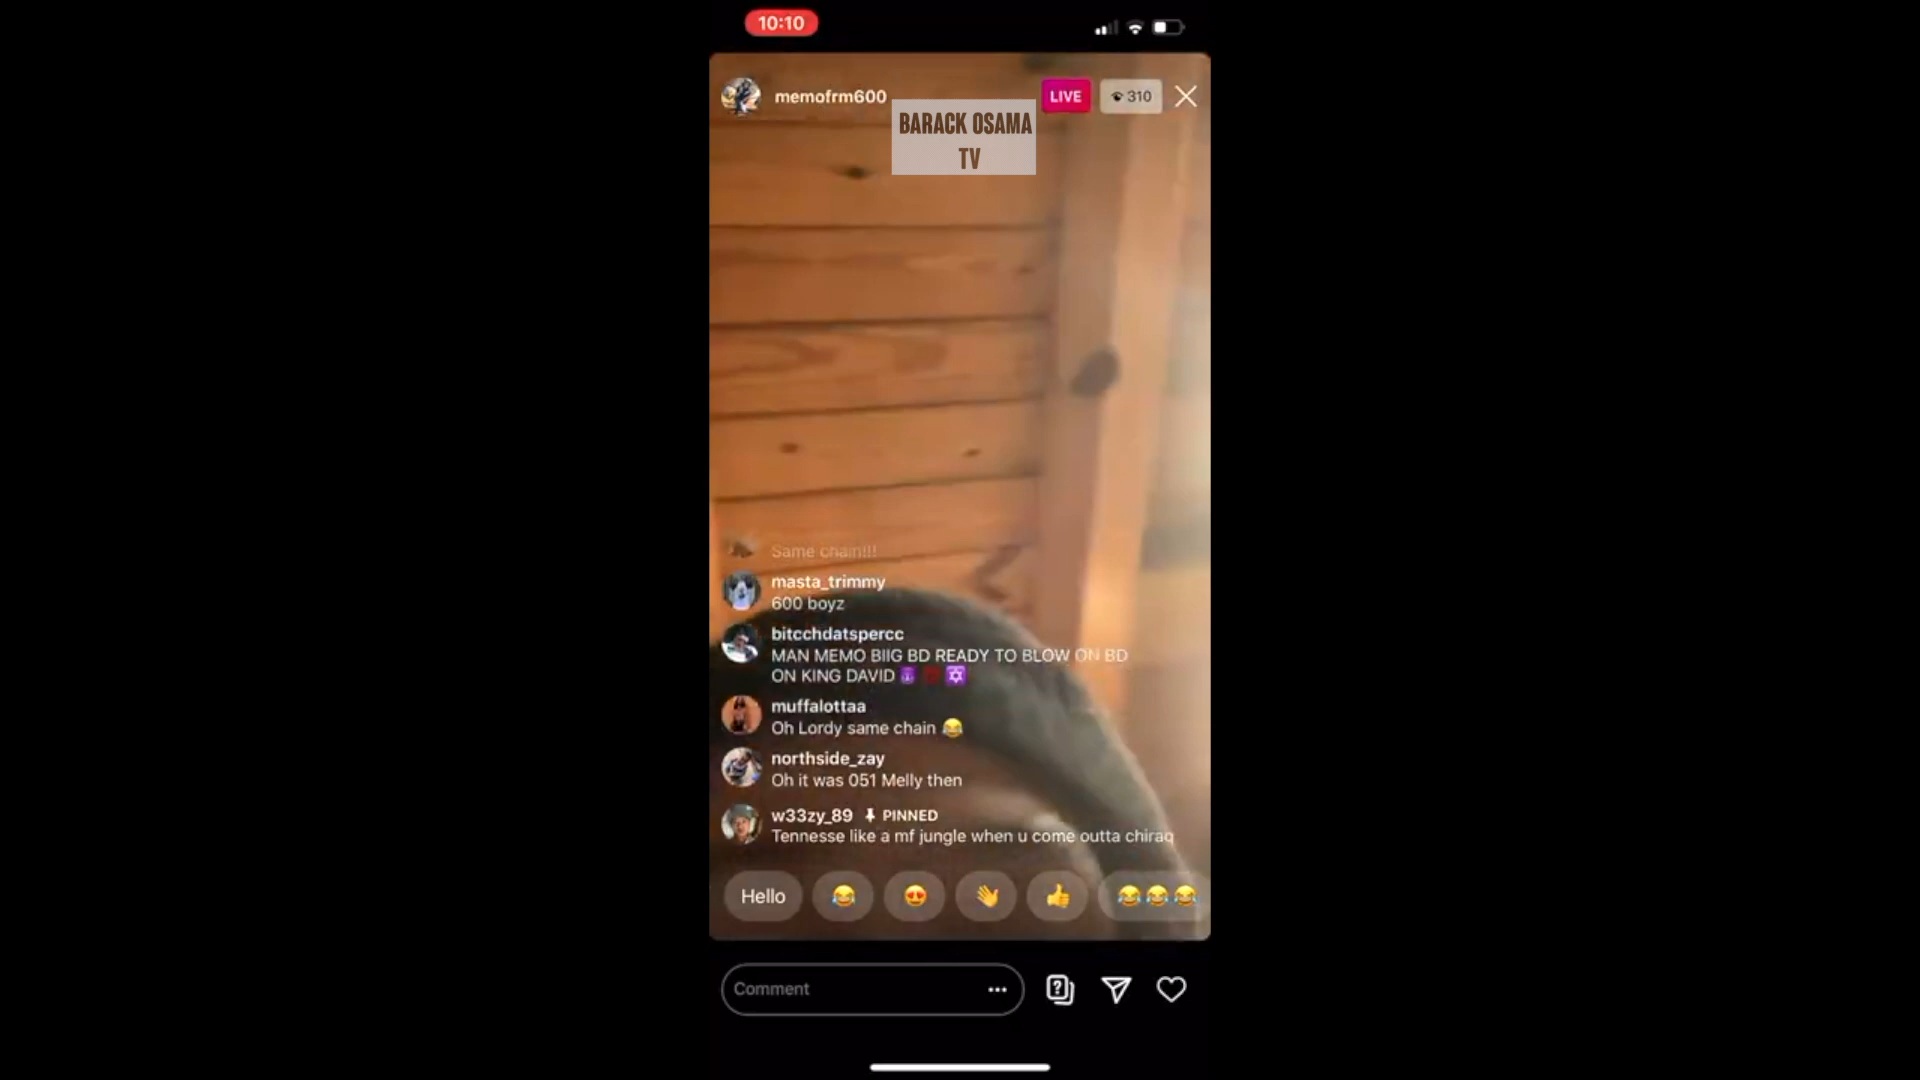 10:10
memofrm600
LIVE
310
BARACK OSAMA
TV
Same chain!!!
masta_trimmy
600 boyz
bitcchdatspercc
MAN MEMO BIIG BD READY TO BLOW ON BD
ON KING DAVID 😈 ✡
muffalottaa
Oh Lordy same chain 😂
northside_zay
Oh it was 051 Melly then
w33zy_89 PINNED
Tennesse like a mf jungle when u come outta chiraq
Hello 😂 😍 👋 👍 😂😂😂
Comment